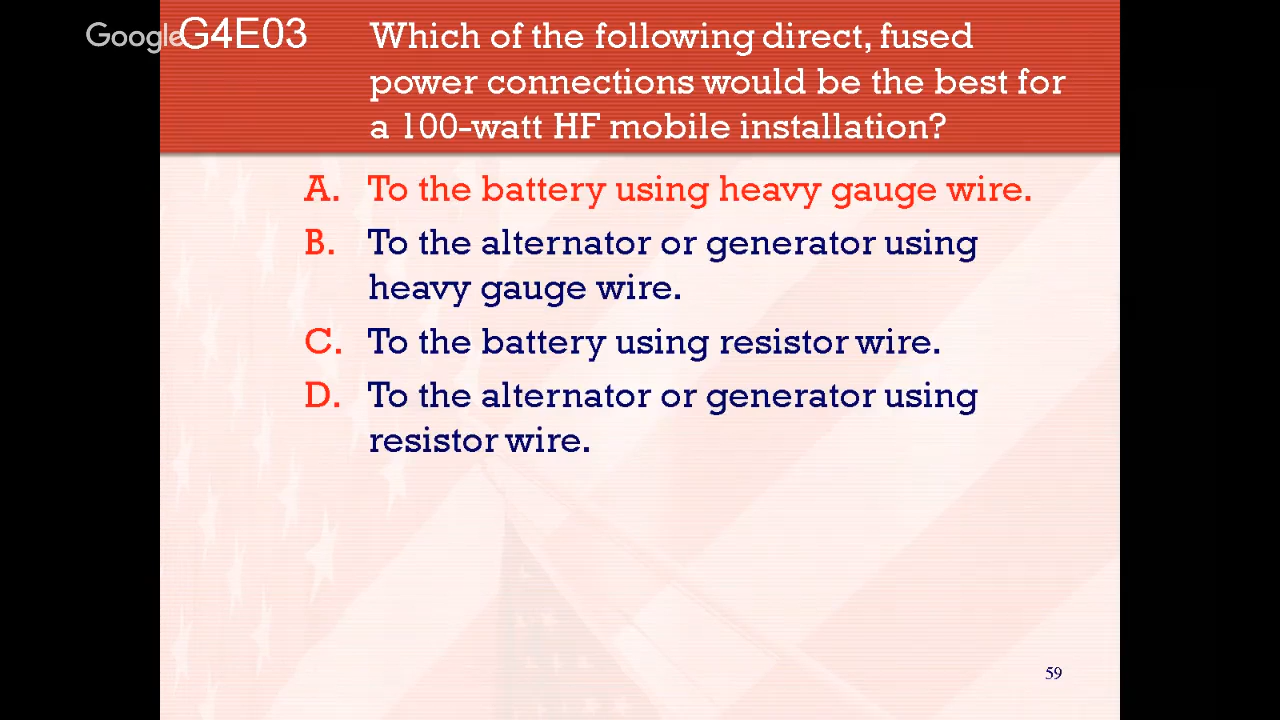 Google
G4E03
Which of the following direct, fused
power connections would be the best for
a 100-watt HF mobile installation?
A. To the battery using heavy gauge wire.
B. To the alternator or generator using
heavy gauge wire.
C. To the battery using resistor wire.
D. To the alternator or generator using
resistor wire.
59